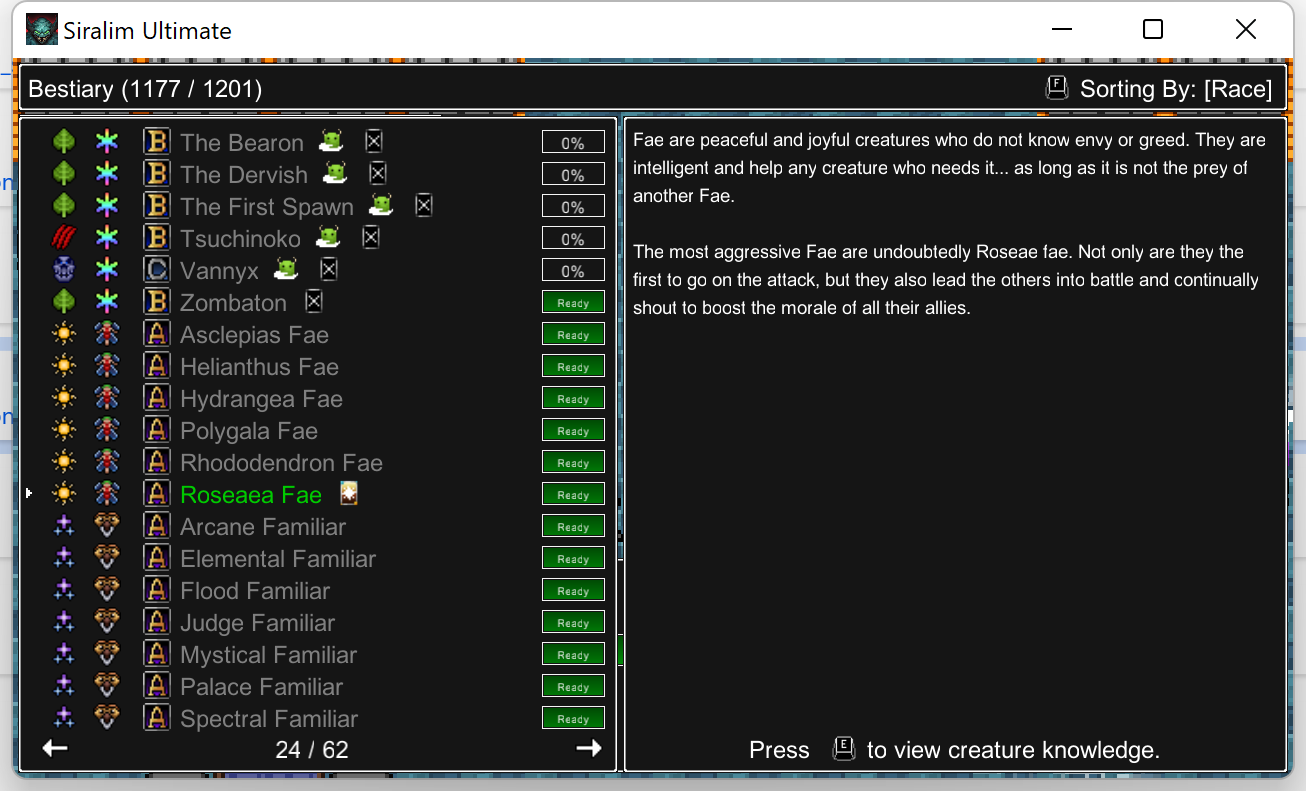 Siralim Ultimate
Bestiary (1177 / 1201)
F Sorting By: [Race]
B The Bearon 0%
B The Dervish 0%
B The First Spawn 0%
B Tsuchinoko 0%
C Vannyx 0%
B Zombaton Ready
A Asclepias Fae Ready
A Helianthus Fae Ready
A Hydrangea Fae Ready
A Polygala Fae Ready
A Rhododendron Fae Ready
A Roseaea Fae Ready
A Arcane Familiar Ready
A Elemental Familiar Ready
A Flood Familiar Ready
A Judge Familiar Ready
A Mystical Familiar Ready
A Palace Familiar Ready
A Spectral Familiar Ready
24 / 62
Fae are peaceful and joyful creatures who do not know envy or greed. They are
intelligent and help any creature who needs it... as long as it is not the prey of
another Fae.
The most aggressive Fae are undoubtedly Roseae fae. Not only are they the
first to go on the attack, but they also lead the others into battle and continually
shout to boost the morale of all their allies.
Press E to view creature knowledge.